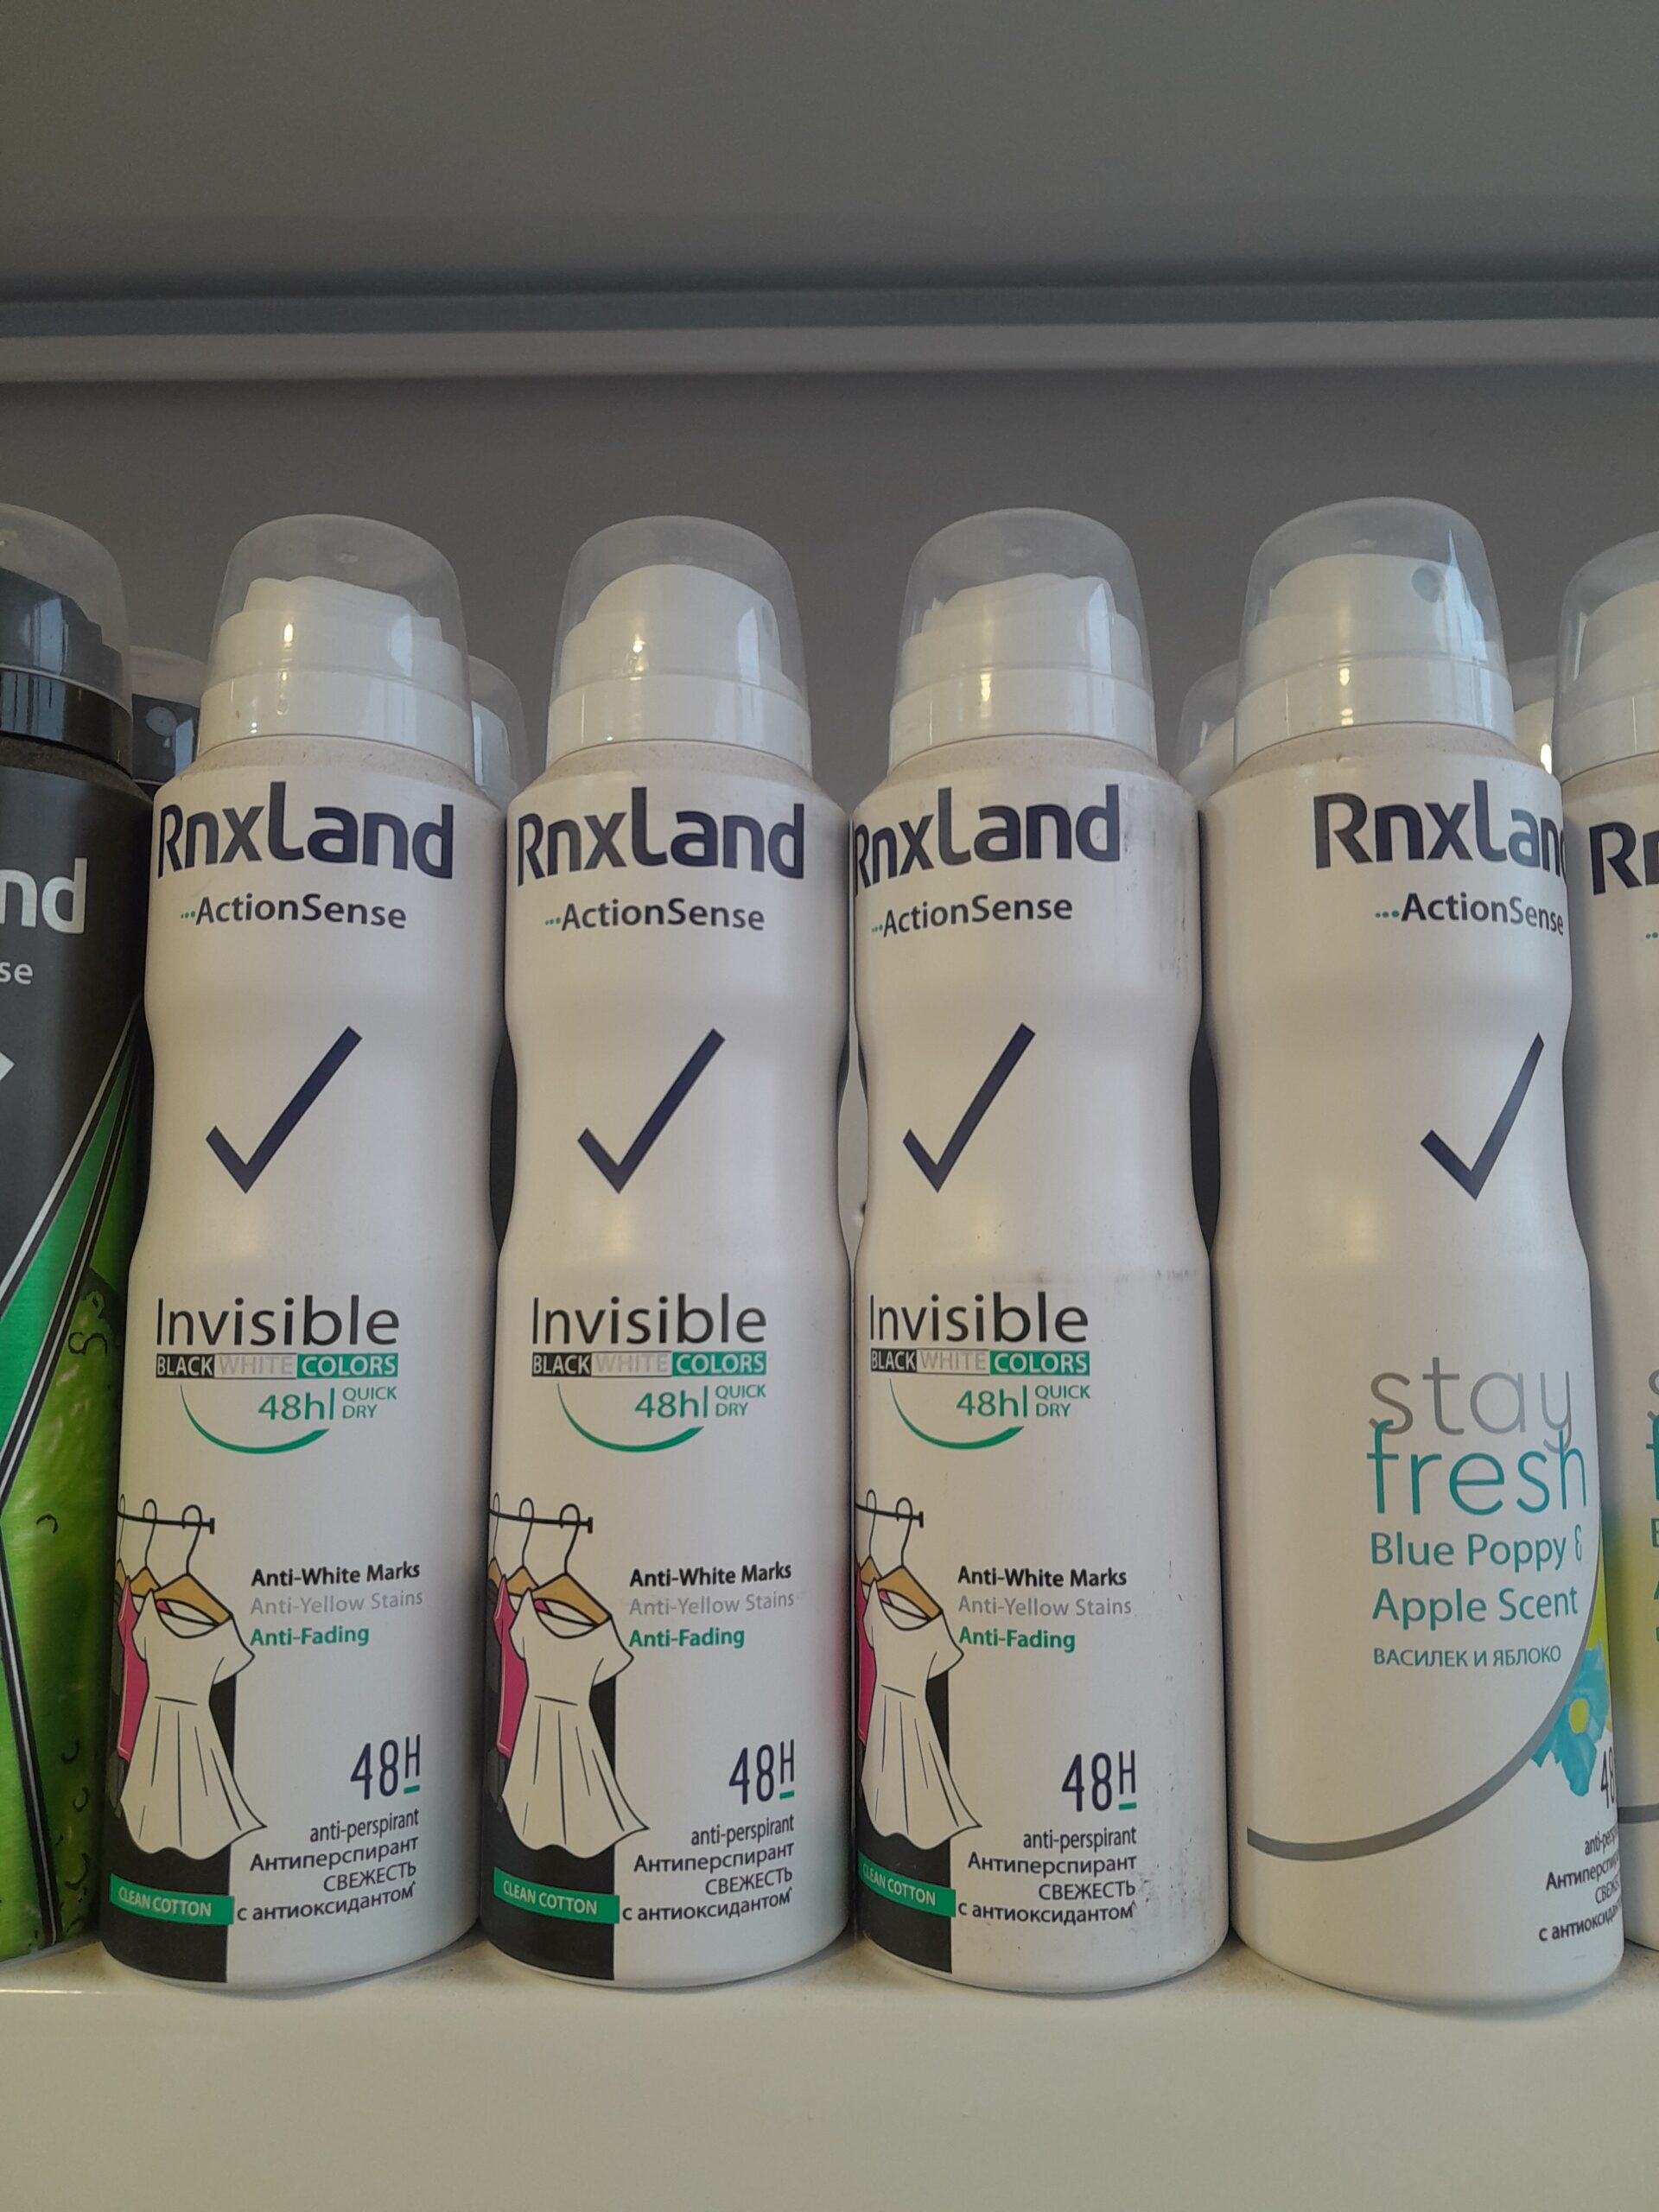 nd
se
RnxLand
ActionSense
Invisible
BLACK WHITE COLORS
48h QUICK DRY
Anti-White Marks
Anti-Yellow Stains
Anti-Fading
48H
anti-perspirant
Антиперспирант
СВЕЖЕСТЬ
с антиоксидантом
CLEAN COTTON
RnxLand
ActionSense
Invisible
BLACK WHITE COLORS
48h QUICK DRY
Anti-White Marks
Anti-Yellow Stains
Anti-Fading
48H
anti-perspirant
Антиперспирант
СВЕЖЕСТЬ
с антиоксидантом
CLEAN COTTON
RnxLand
ActionSense
Invisible
BLACK WHITE COLORS
48h QUICK DRY
Anti-White Marks
Anti-Yellow Stains
Anti-Fading
48H
anti-perspirant
Антиперспирант
СВЕЖЕСТЬ
с антиоксидантом
CLEAN COTTON
RnxLand
ActionSense
stay
fresh
Blue Poppy &
Apple Scent
ВАСИЛЕК И ЯБЛОКО